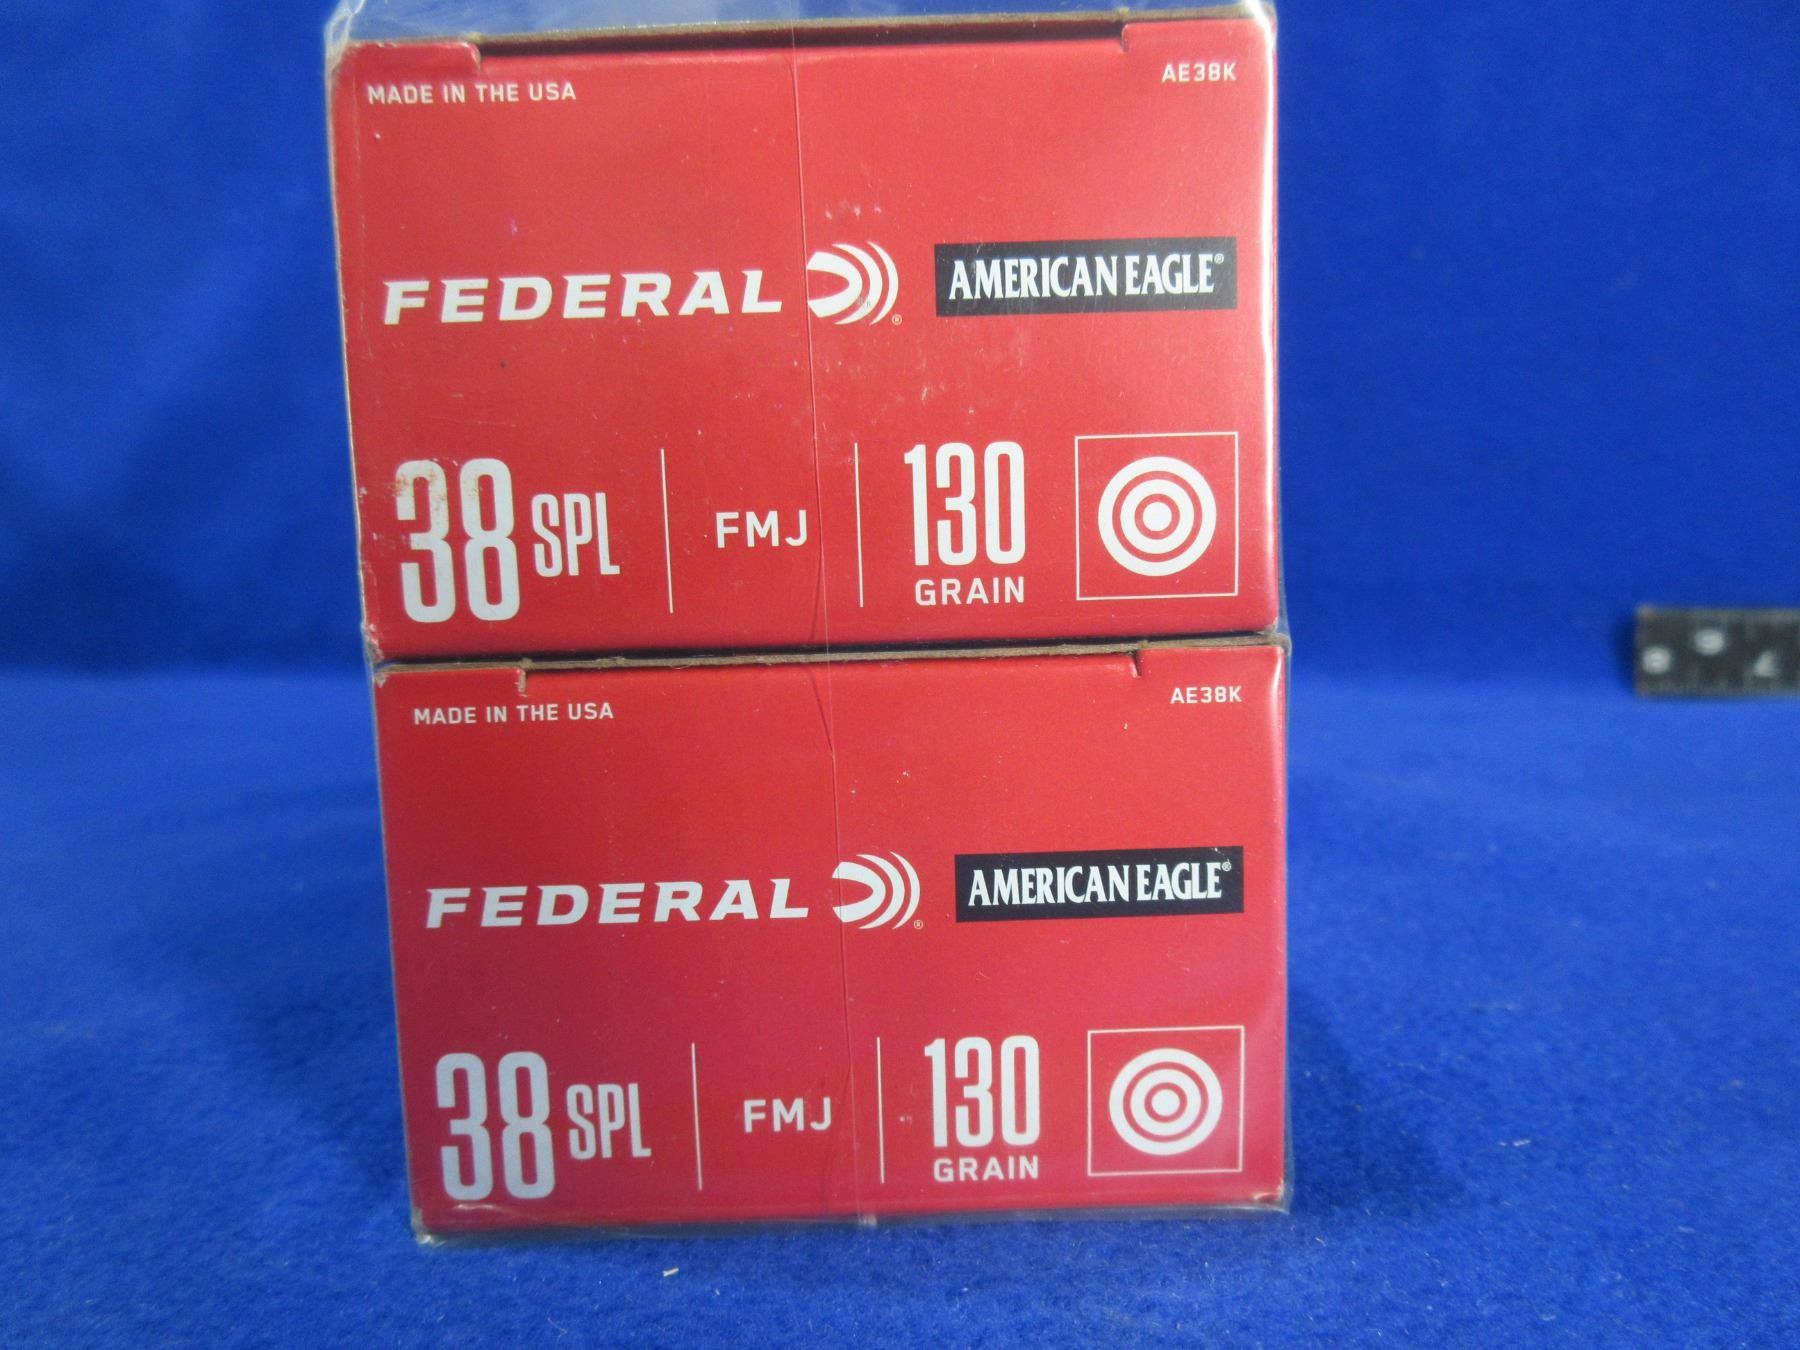 MADE IN THE USA
AE38K
FEDERAL®
AMERICAN EAGLE®
38 SPL
FMJ
130
GRAIN
MADE IN THE USA
AE38K
FEDERAL®
AMERICAN EAGLE®
38 SPL
FMJ
130
GRAIN